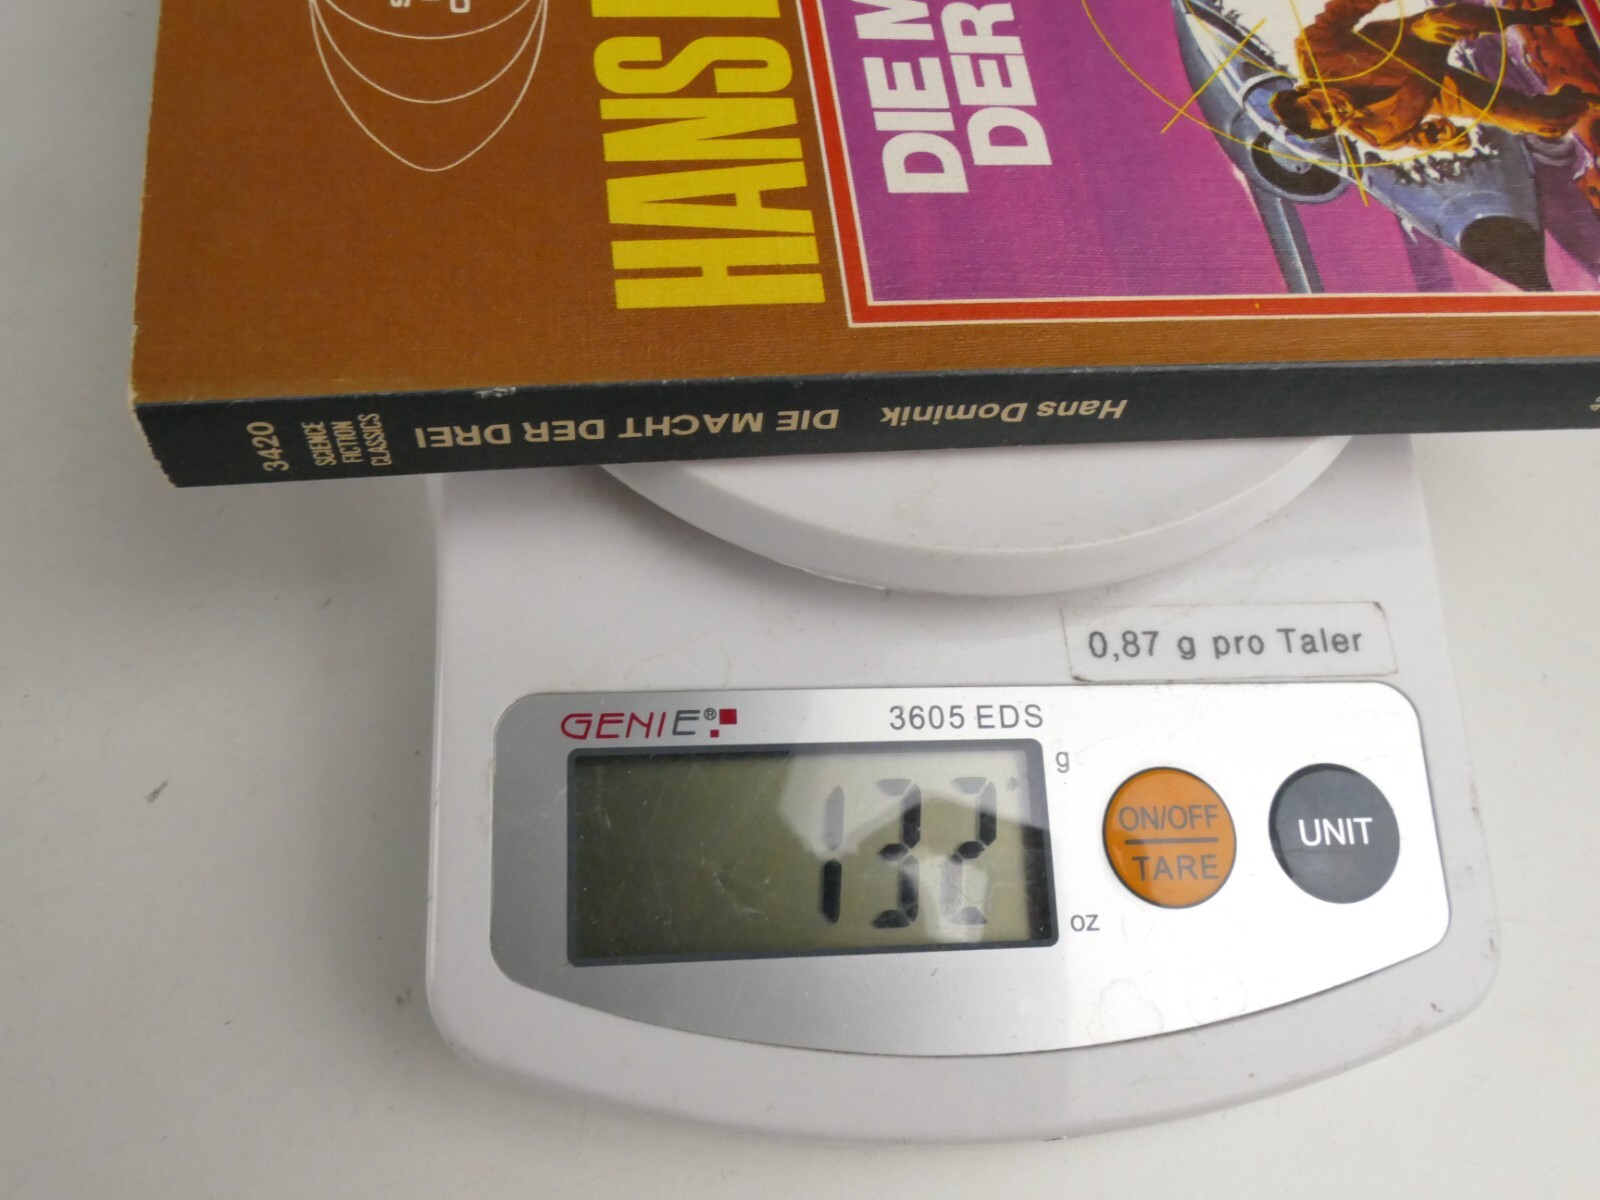 HANS
DIE M
DER
3420
SCIENCE
FICTION
CLASSICS
Hans Dominik DIE MACHT DER DREI
0,87 g pro Taler
GENIE®
3605 EDS
132
g
oz
ON/OFF
TARE
UNIT